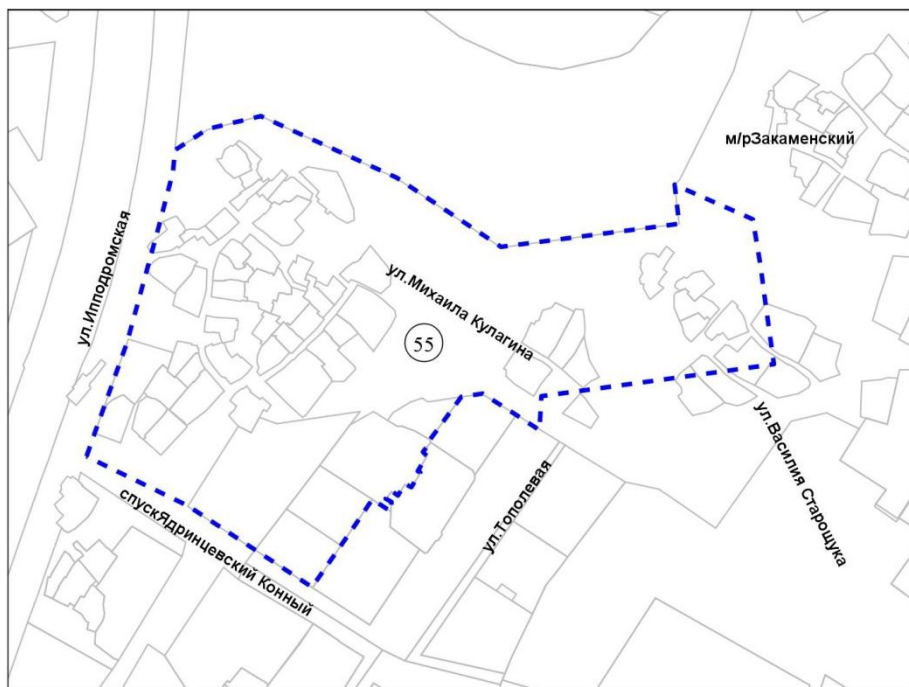 м/рЗакаменский
ул.Ипподромская
ул.Михаила Кулагина
55
ул.Василия Старощука
ул.Тополевая
спускЯдринцевский Конный